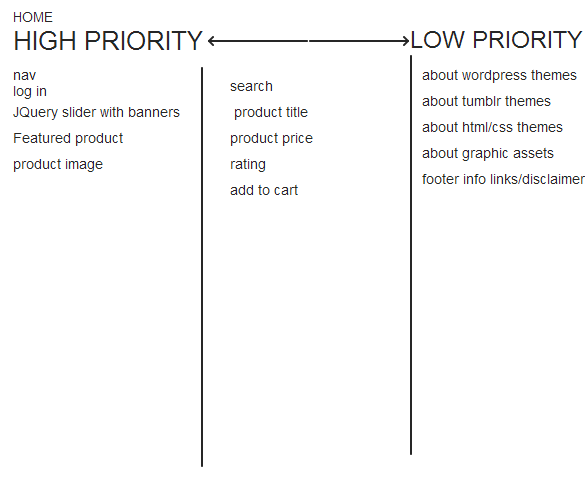 HOME
HIGH PRIORITY
LOW PRIORITY
nav
log in
JQuery slider with banners
Featured product
product image
search
product title
product price
rating
add to cart
about wordpress themes
about tumblr themes
about html/css themes
about graphic assets
footer info links/disclaimer